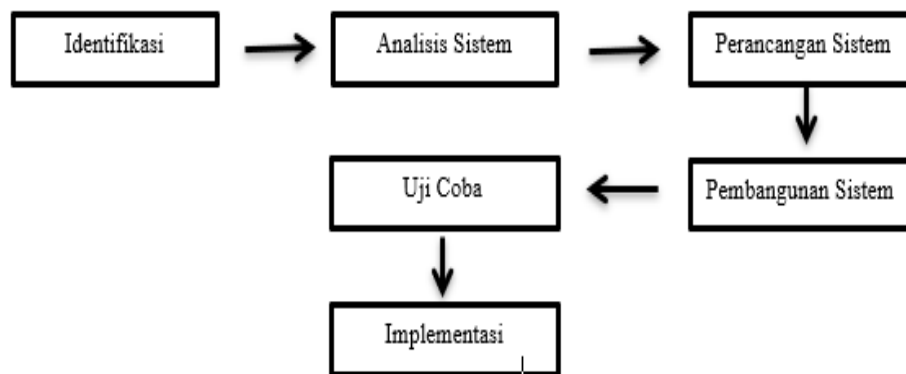 Identifikasi
Analisis Sistem
Perancangan Sistem
Pembangunan Sistem
Uji Coba
Implementasi